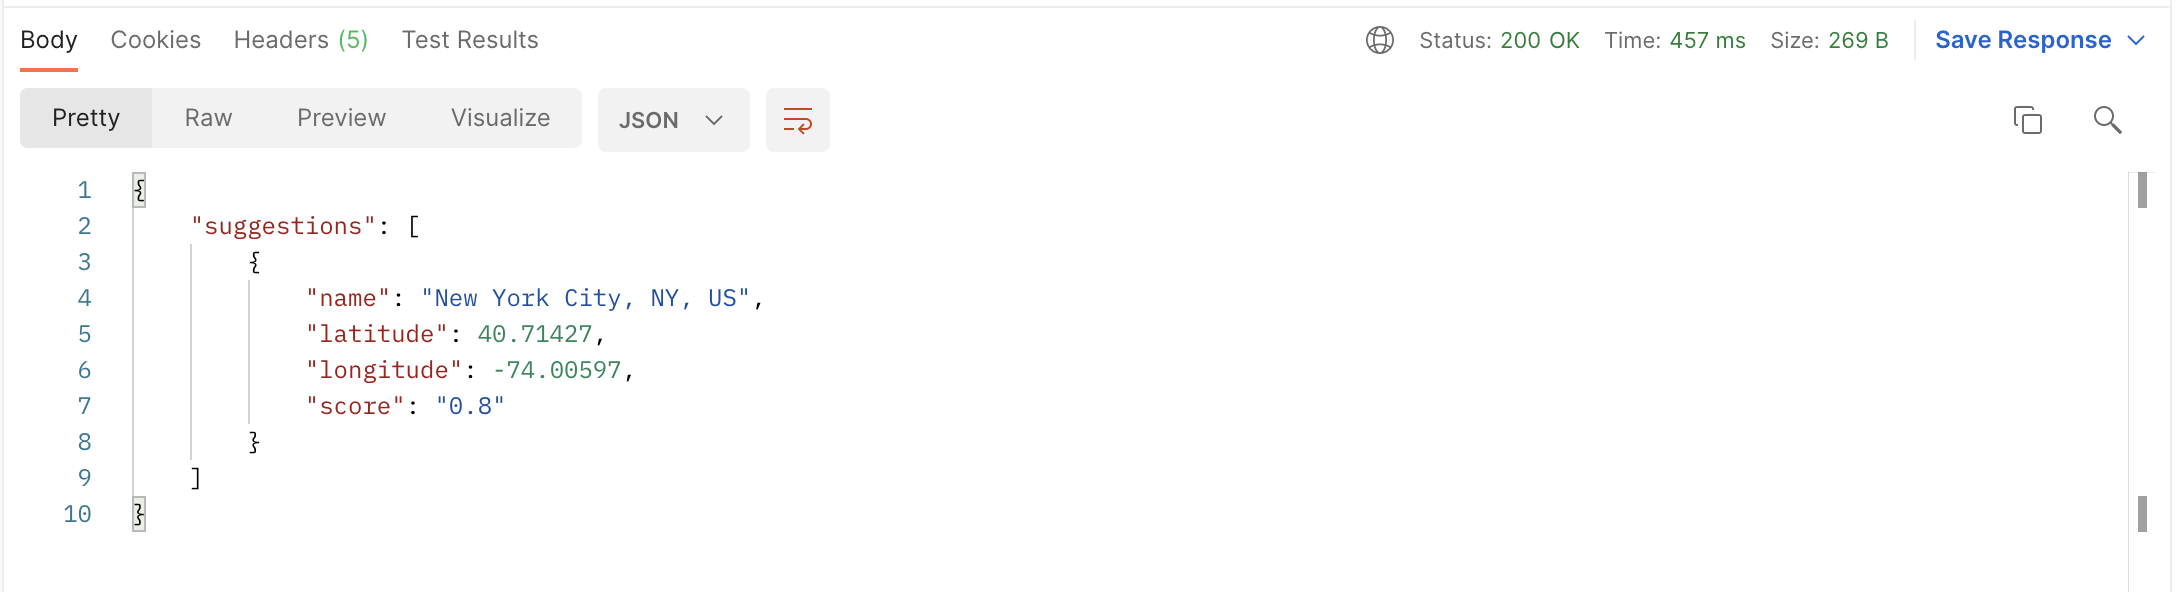 Body Cookies Headers (5) Test Results Status: 200 OK Time: 457 ms Size: 269 B Save Response
Pretty Raw Preview Visualize JSON
1 {
2 "suggestions": [
3 {
4 "name": "New York City, NY, US",
5 "latitude": 40.71427,
6 "longitude": -74.00597,
7 "score": "0.8"
8 }
9 ]
10 }